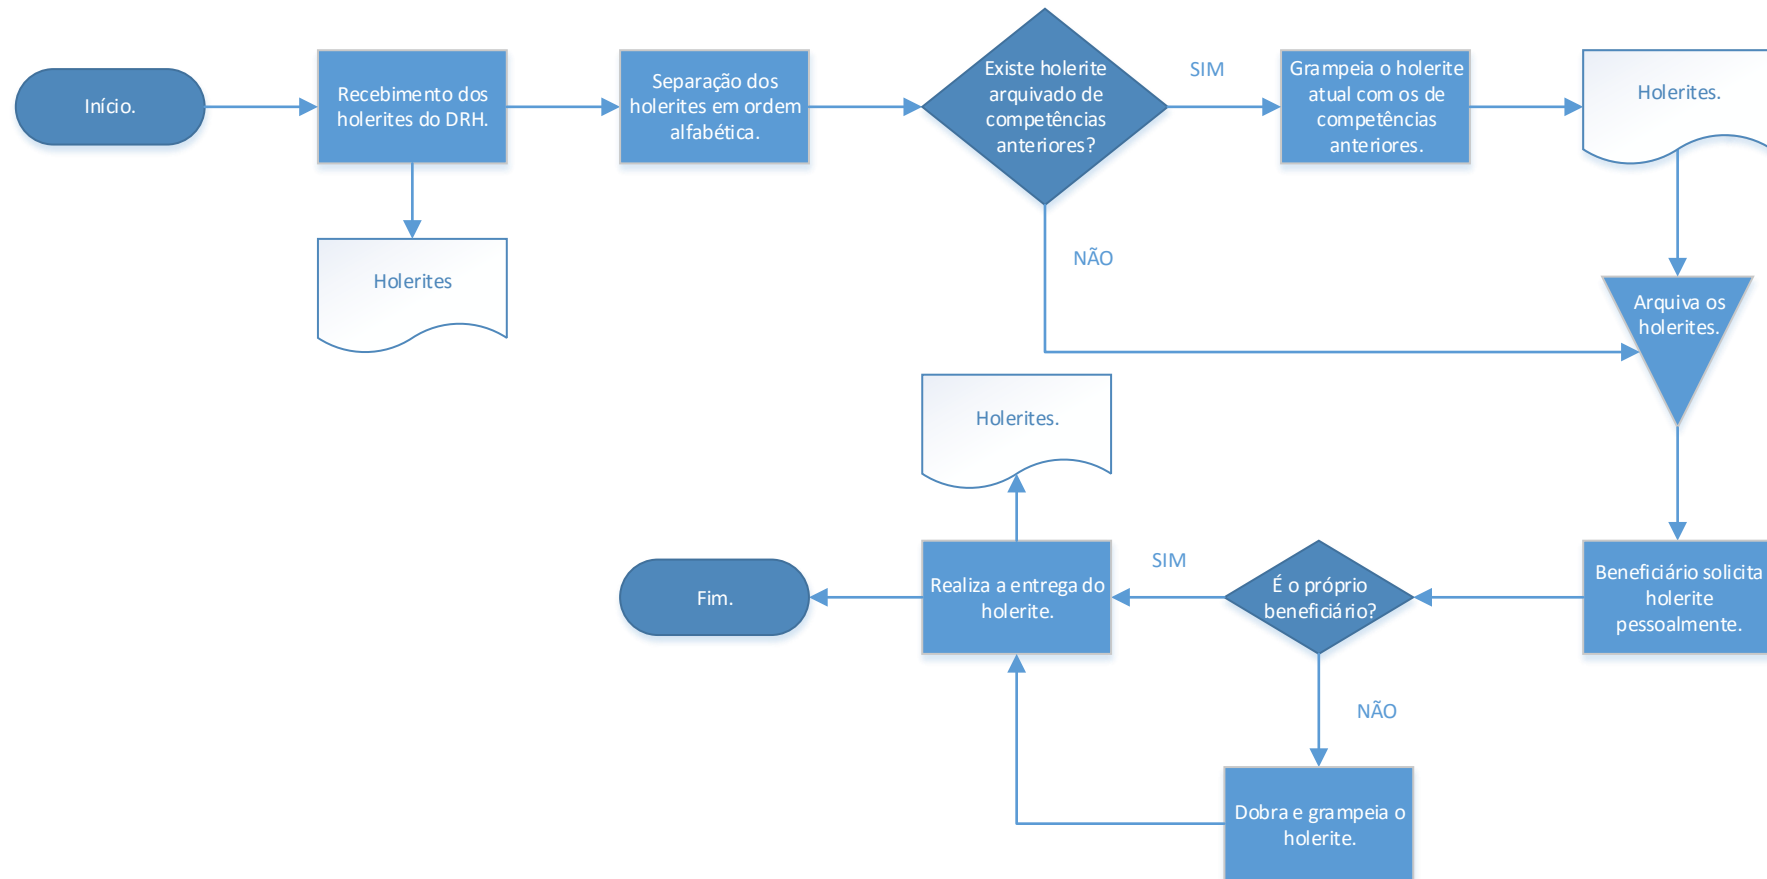 Início.
Recebimento dos
holerites do DRH.
Separação dos
holerites em ordem
alfabética.
Existe holerite
arquivado de
competências
anteriores?
SIM
Grampeia o holerite
atual com os de
competências
anteriores.
Holerites.
Holerites
NÃO
Arquiva os
holerites.
Holerites.
Beneficiário solicita
holerite
pessoalmente.
É o próprio
beneficiário?
SIM
Realiza a entrega do
holerite.
Fim.
NÃO
Dobra e grampeia o
holerite.